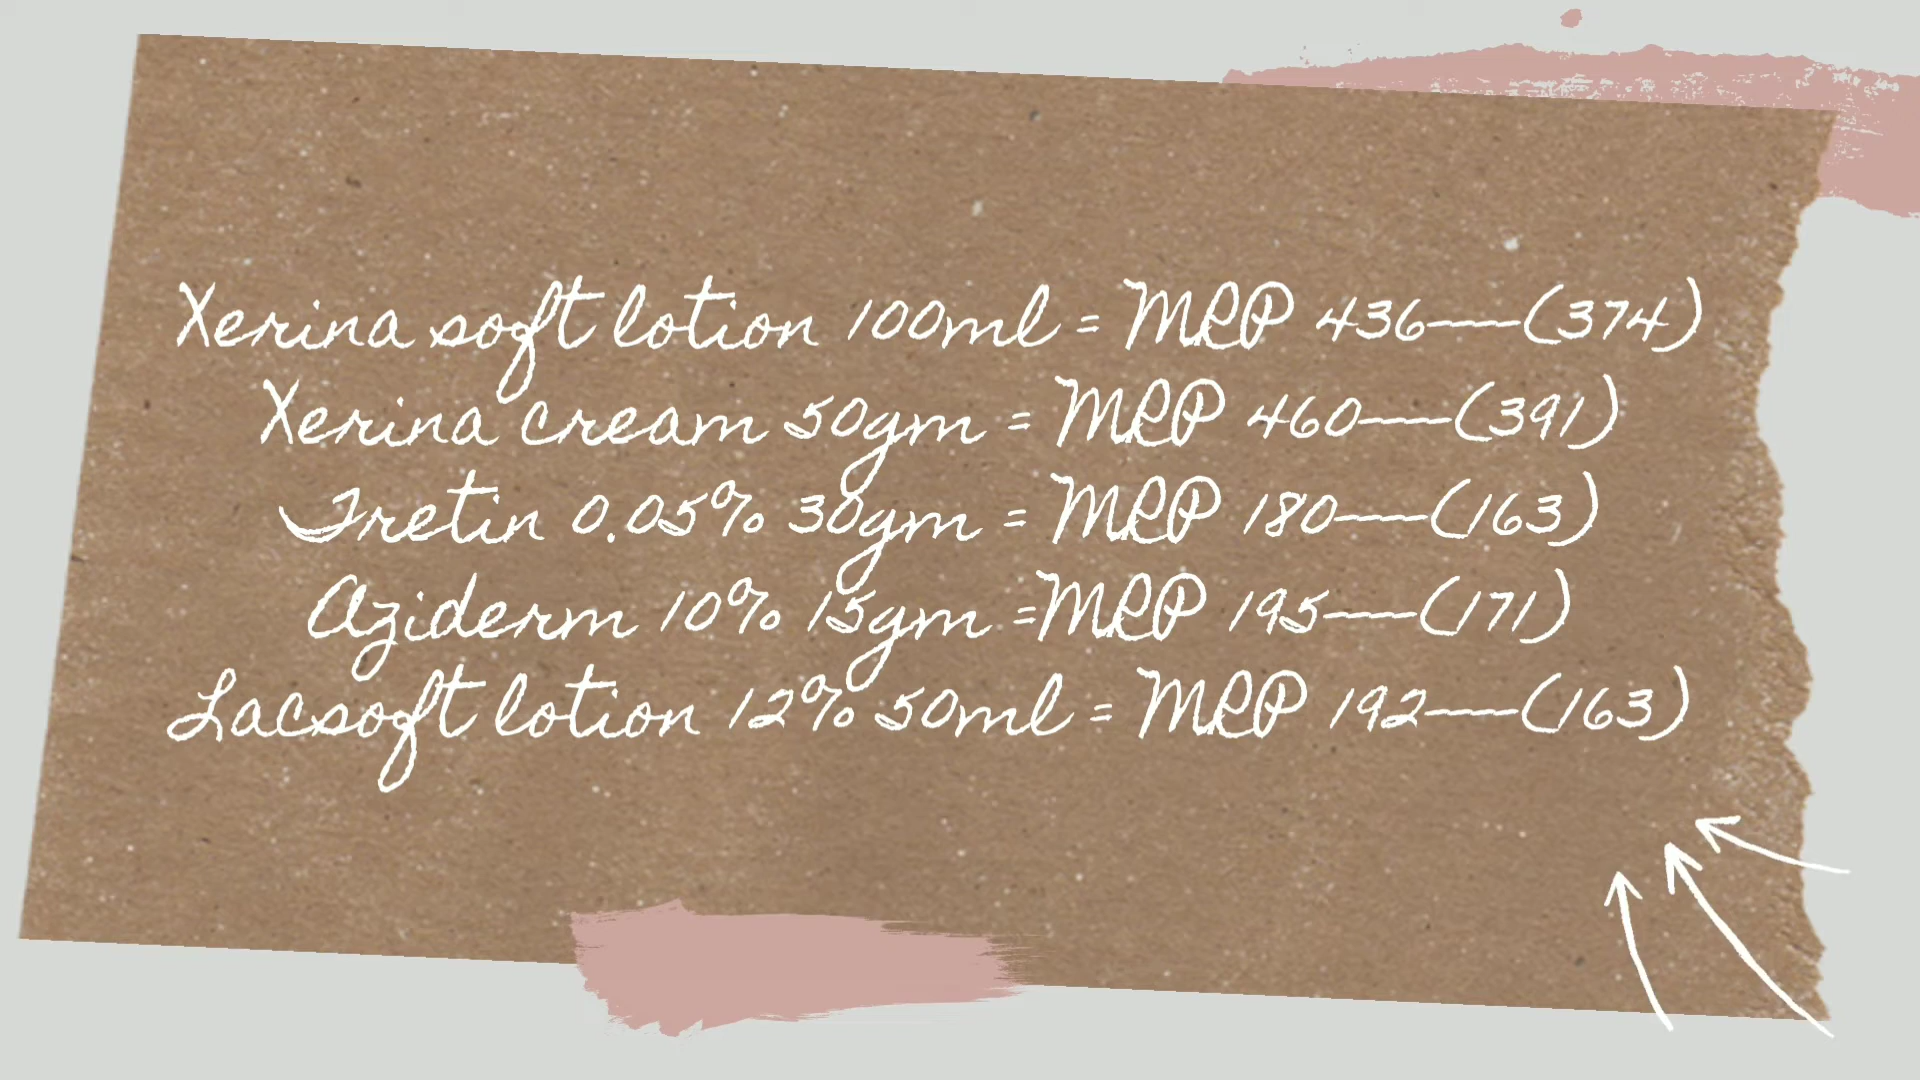 Xerina soft lotion 100ml = MRP 436----(374)
Xerina cream 50gm = MRP 460----(391)
Tretin 0.05% 30gm = MRP 180----(163)
Aziderm 10% 15gm =MRP 195----(171)
Lacsoft lotion 12% 50ml = MRP 192----(163)